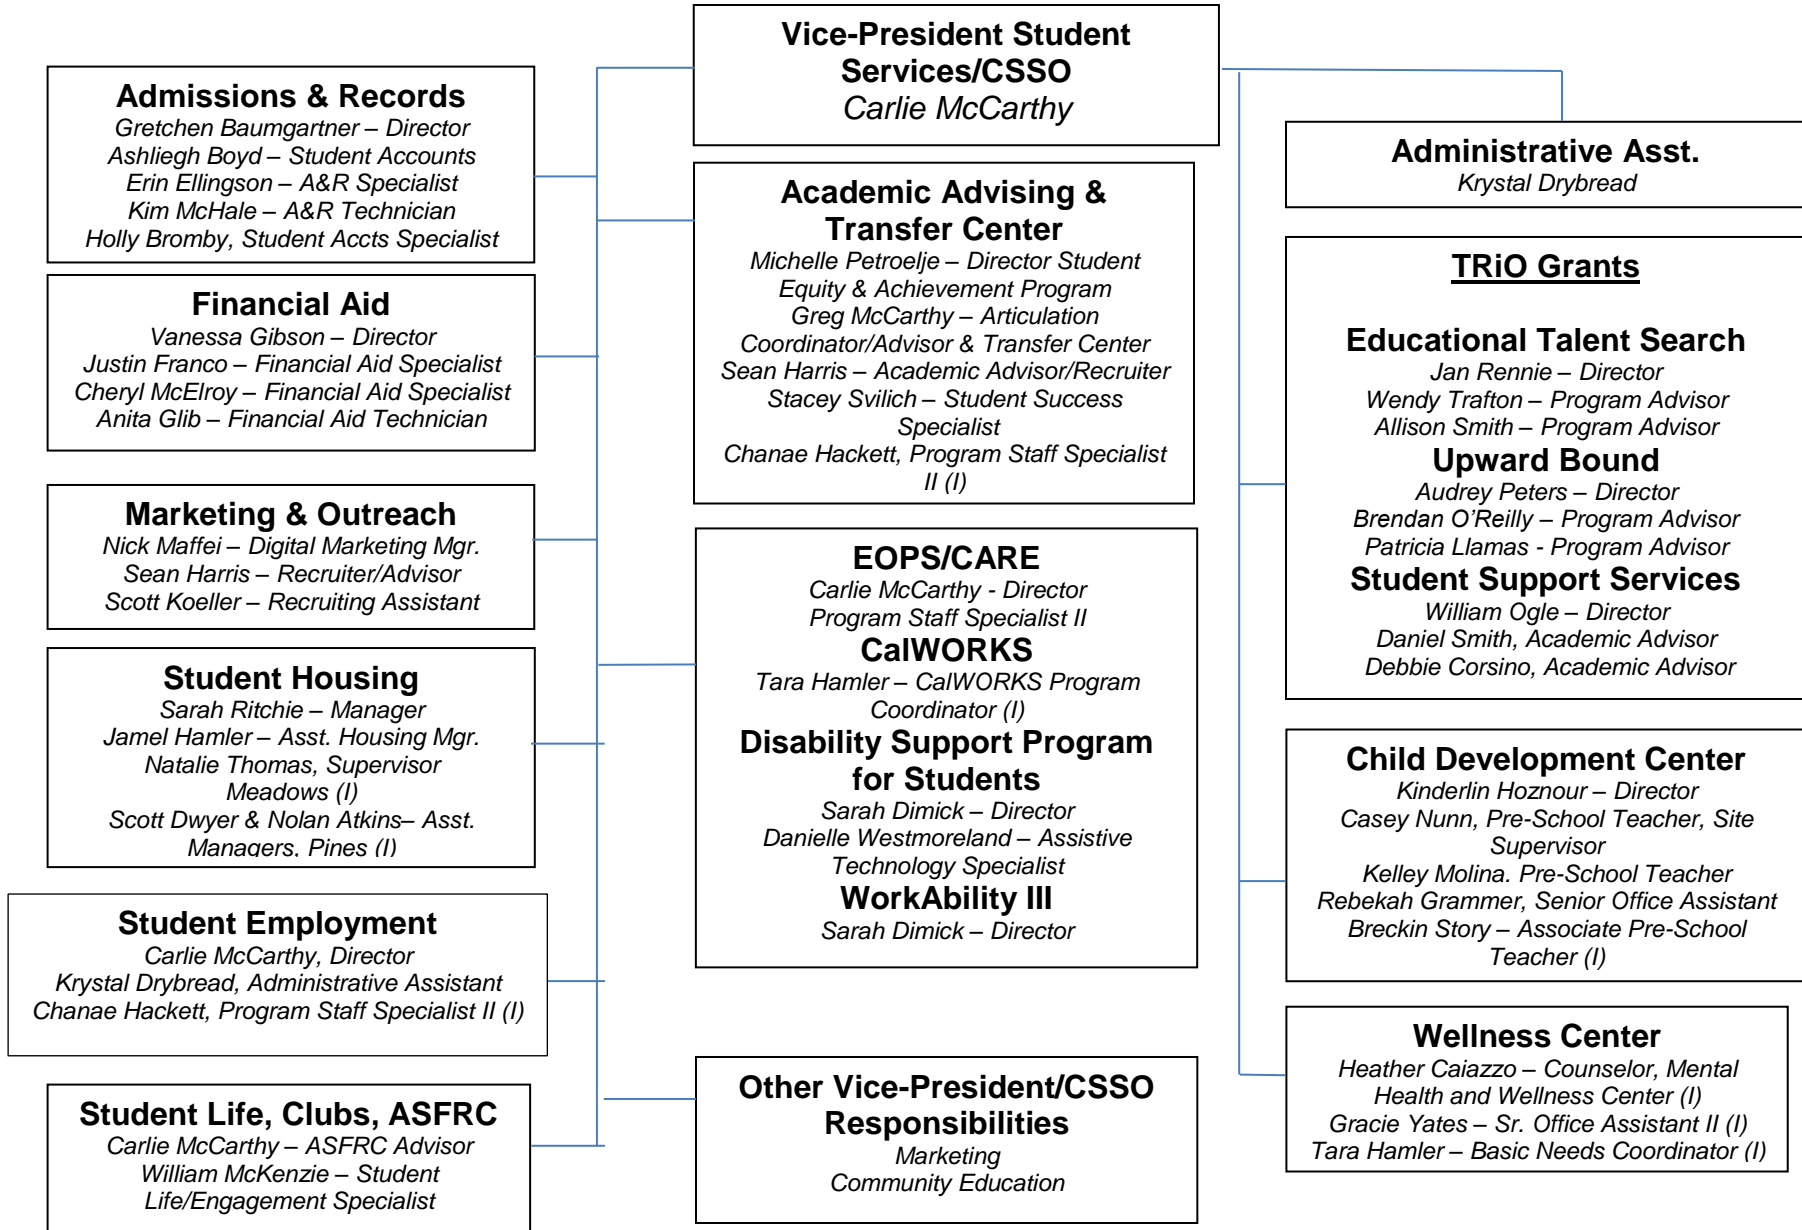 Vice-President Student
Services/CSSO
Carlie McCarthy
Admissions & Records
Gretchen Baumgartner – Director
Ashliegh Boyd – Student Accounts
Erin Ellingson – A&R Specialist
Kim McHale – A&R Technician
Holly Bromby, Student Accts Specialist
Financial Aid
Vanessa Gibson – Director
Justin Franco – Financial Aid Specialist
Cheryl McElroy – Financial Aid Specialist
Anita Glib – Financial Aid Technician
Marketing & Outreach
Nick Maffei – Digital Marketing Mgr.
Sean Harris – Recruiter/Advisor
Scott Koeller – Recruiting Assistant
Student Housing
Sarah Ritchie – Manager
Jamel Hamler – Asst. Housing Mgr.
Natalie Thomas, Supervisor
Meadows (I)
Scott Dwyer & Nolan Atkins– Asst.
Managers, Pines (I)
Student Employment
Carlie McCarthy, Director
Krystal Drybread, Administrative Assistant
Chanae Hackett, Program Staff Specialist II (I)
Student Life, Clubs, ASFRC
Carlie McCarthy – ASFRC Advisor
William McKenzie – Student
Life/Engagement Specialist
Academic Advising &
Transfer Center
Michelle Petroelje – Director Student
Equity & Achievement Program
Greg McCarthy – Articulation
Coordinator/Advisor & Transfer Center
Sean Harris – Academic Advisor/Recruiter
Stacey Svilich – Student Success
Specialist
Chanae Hackett, Program Staff Specialist
II (I)
EOPS/CARE
Carlie McCarthy - Director
Program Staff Specialist II
CalWORKS
Tara Hamler – CalWORKS Program
Coordinator (I)
Disability Support Program
for Students
Sarah Dimick – Director
Danielle Westmoreland – Assistive
Technology Specialist
WorkAbility III
Sarah Dimick – Director
Other Vice-President/CSSO
Responsibilities
Marketing
Community Education
Administrative Asst.
Krystal Drybread
TRiO Grants
Educational Talent Search
Jan Rennie – Director
Wendy Trafton – Program Advisor
Allison Smith – Program Advisor
Upward Bound
Audrey Peters – Director
Brendan O’Reilly – Program Advisor
Patricia Llamas - Program Advisor
Student Support Services
William Ogle – Director
Daniel Smith, Academic Advisor
Debbie Corsino, Academic Advisor
Child Development Center
Kinderlin Hoznour – Director
Casey Nunn, Pre-School Teacher, Site
Supervisor
Kelley Molina. Pre-School Teacher
Rebekah Grammer, Senior Office Assistant
Breckin Story – Associate Pre-School
Teacher (I)
Wellness Center
Heather Caiazzo – Counselor, Mental
Health and Wellness Center (I)
Gracie Yates – Sr. Office Assistant II (I)
Tara Hamler – Basic Needs Coordinator (I)